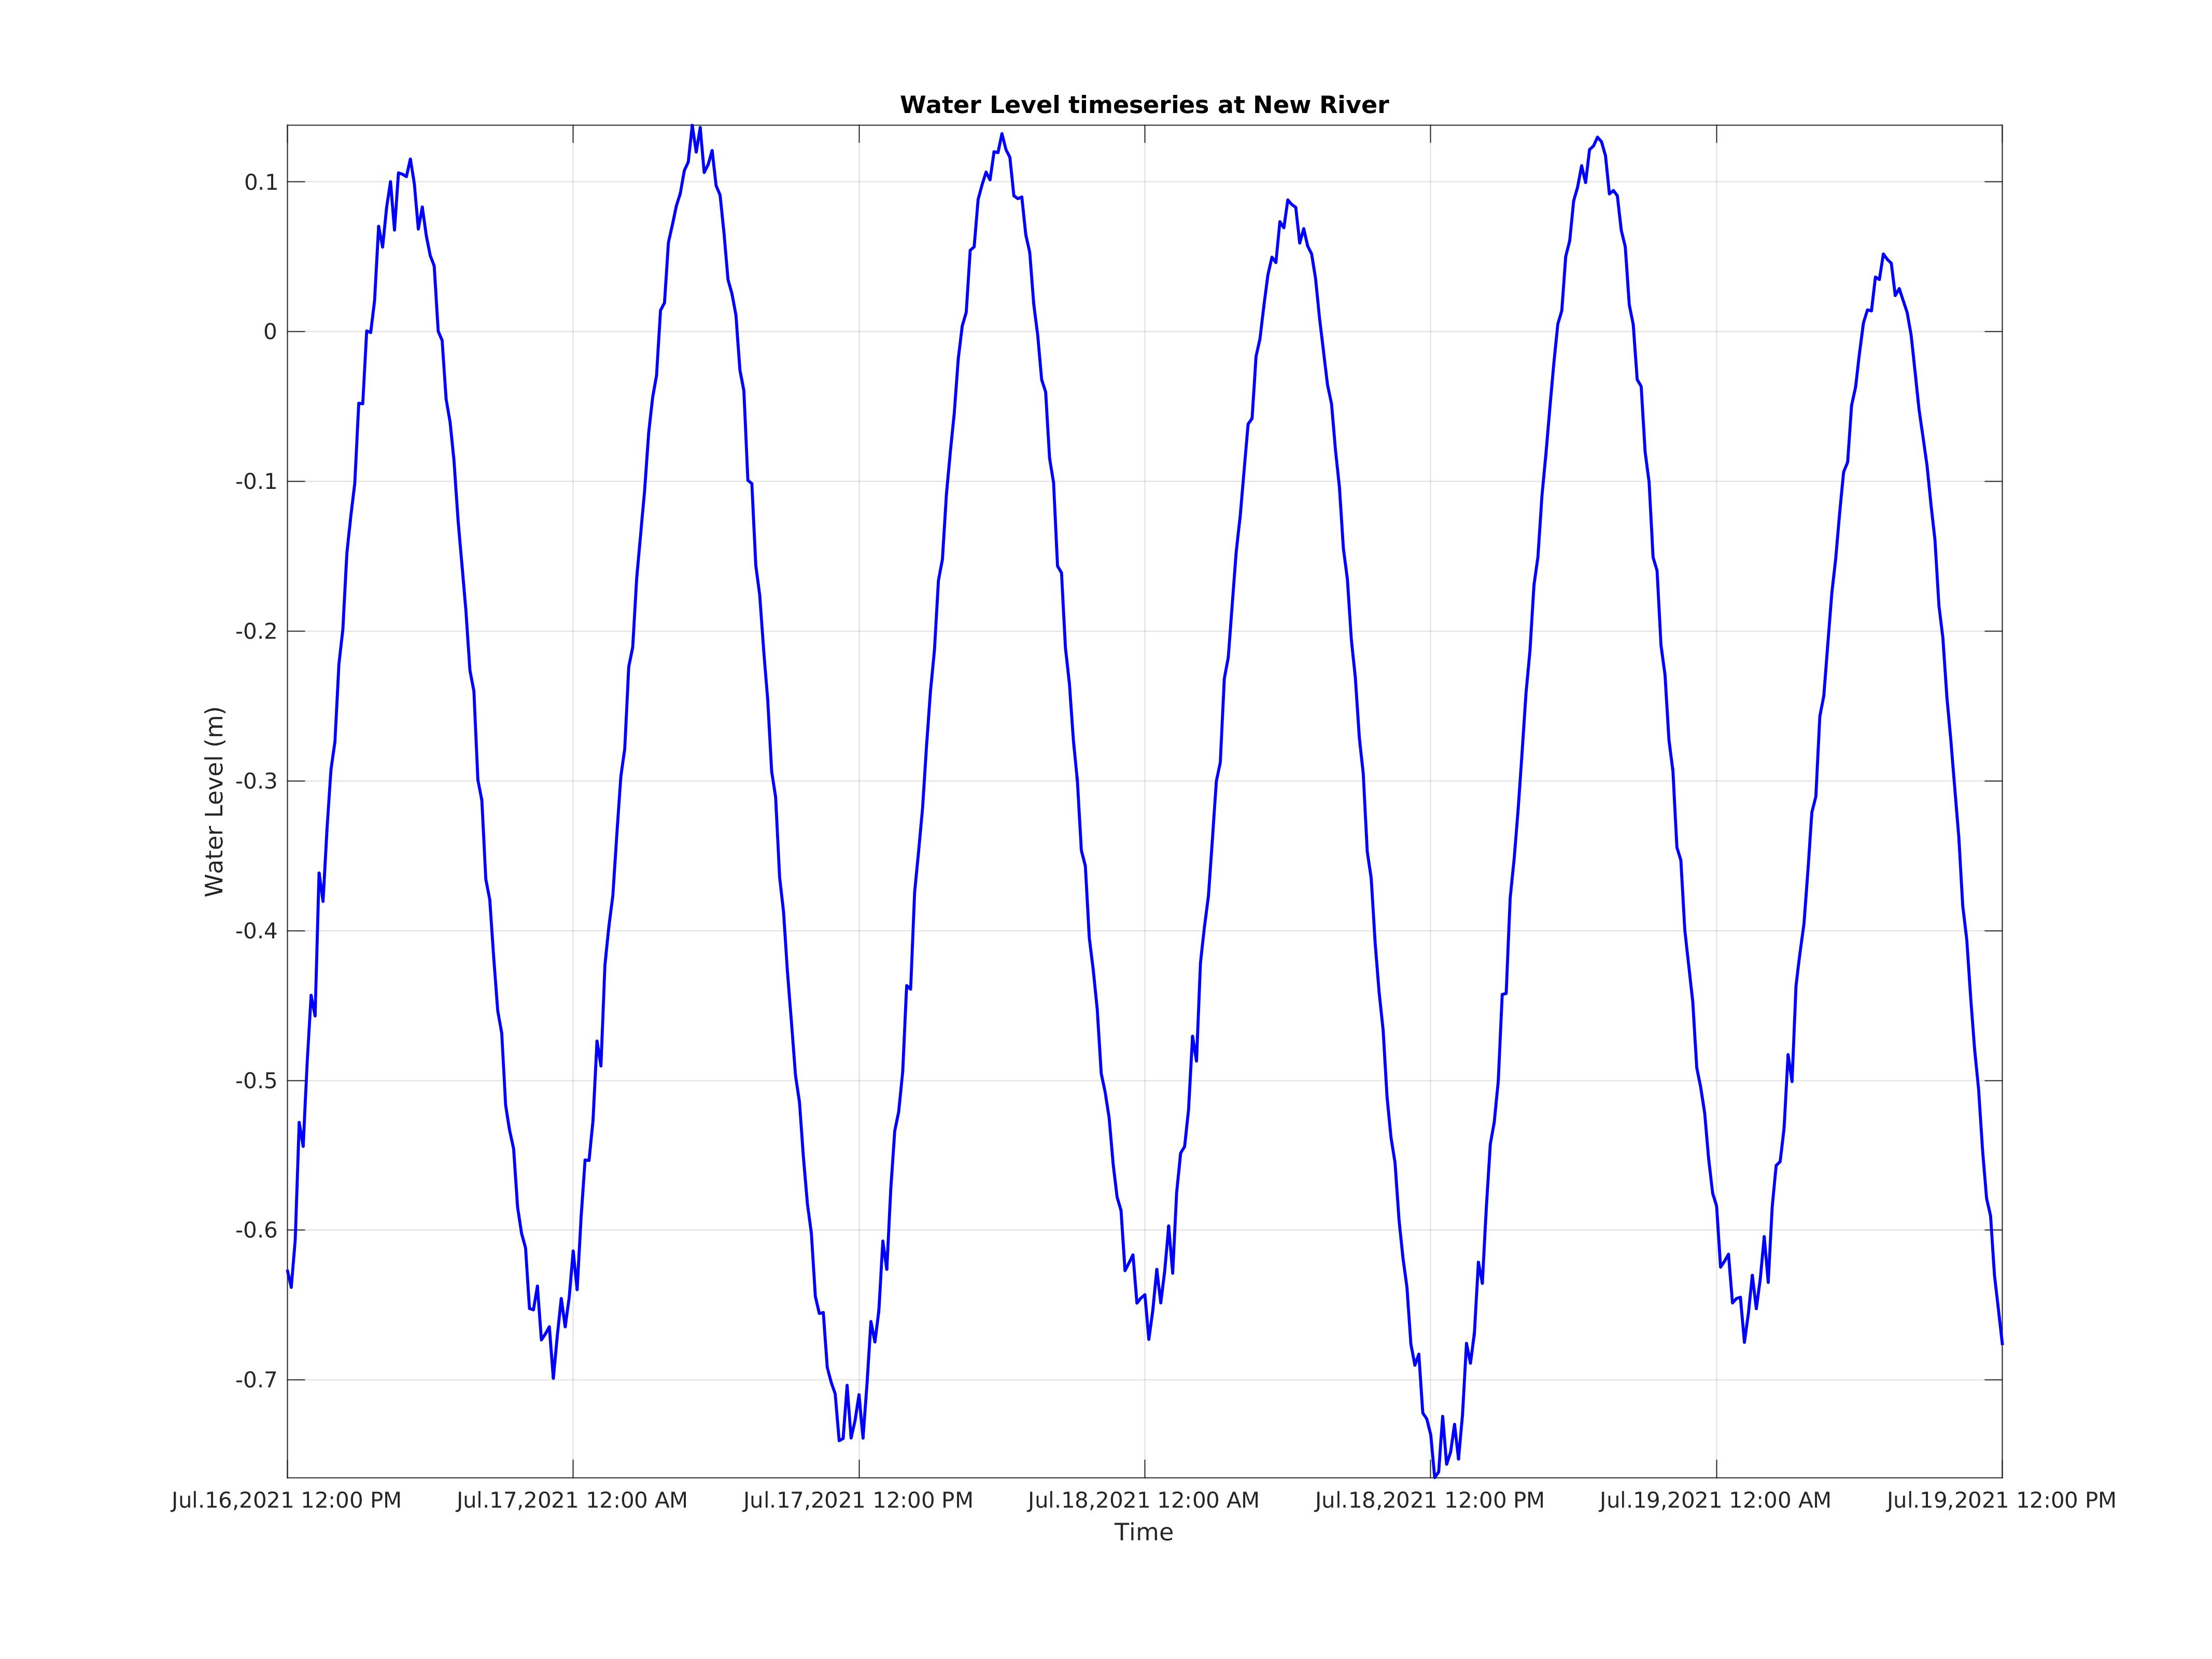 Water Level timeseries at New River
0.1
0
-0.1
-0.2
-0.3
-0.4
-0.5
-0.6
-0.7
Water Level (m)
Jul.16,2021 12:00 PM
Jul.17,2021 12:00 AM
Jul.17,2021 12:00 PM
Jul.18,2021 12:00 AM
Jul.18,2021 12:00 PM
Jul.19,2021 12:00 AM
Jul.19,2021 12:00 PM
Time